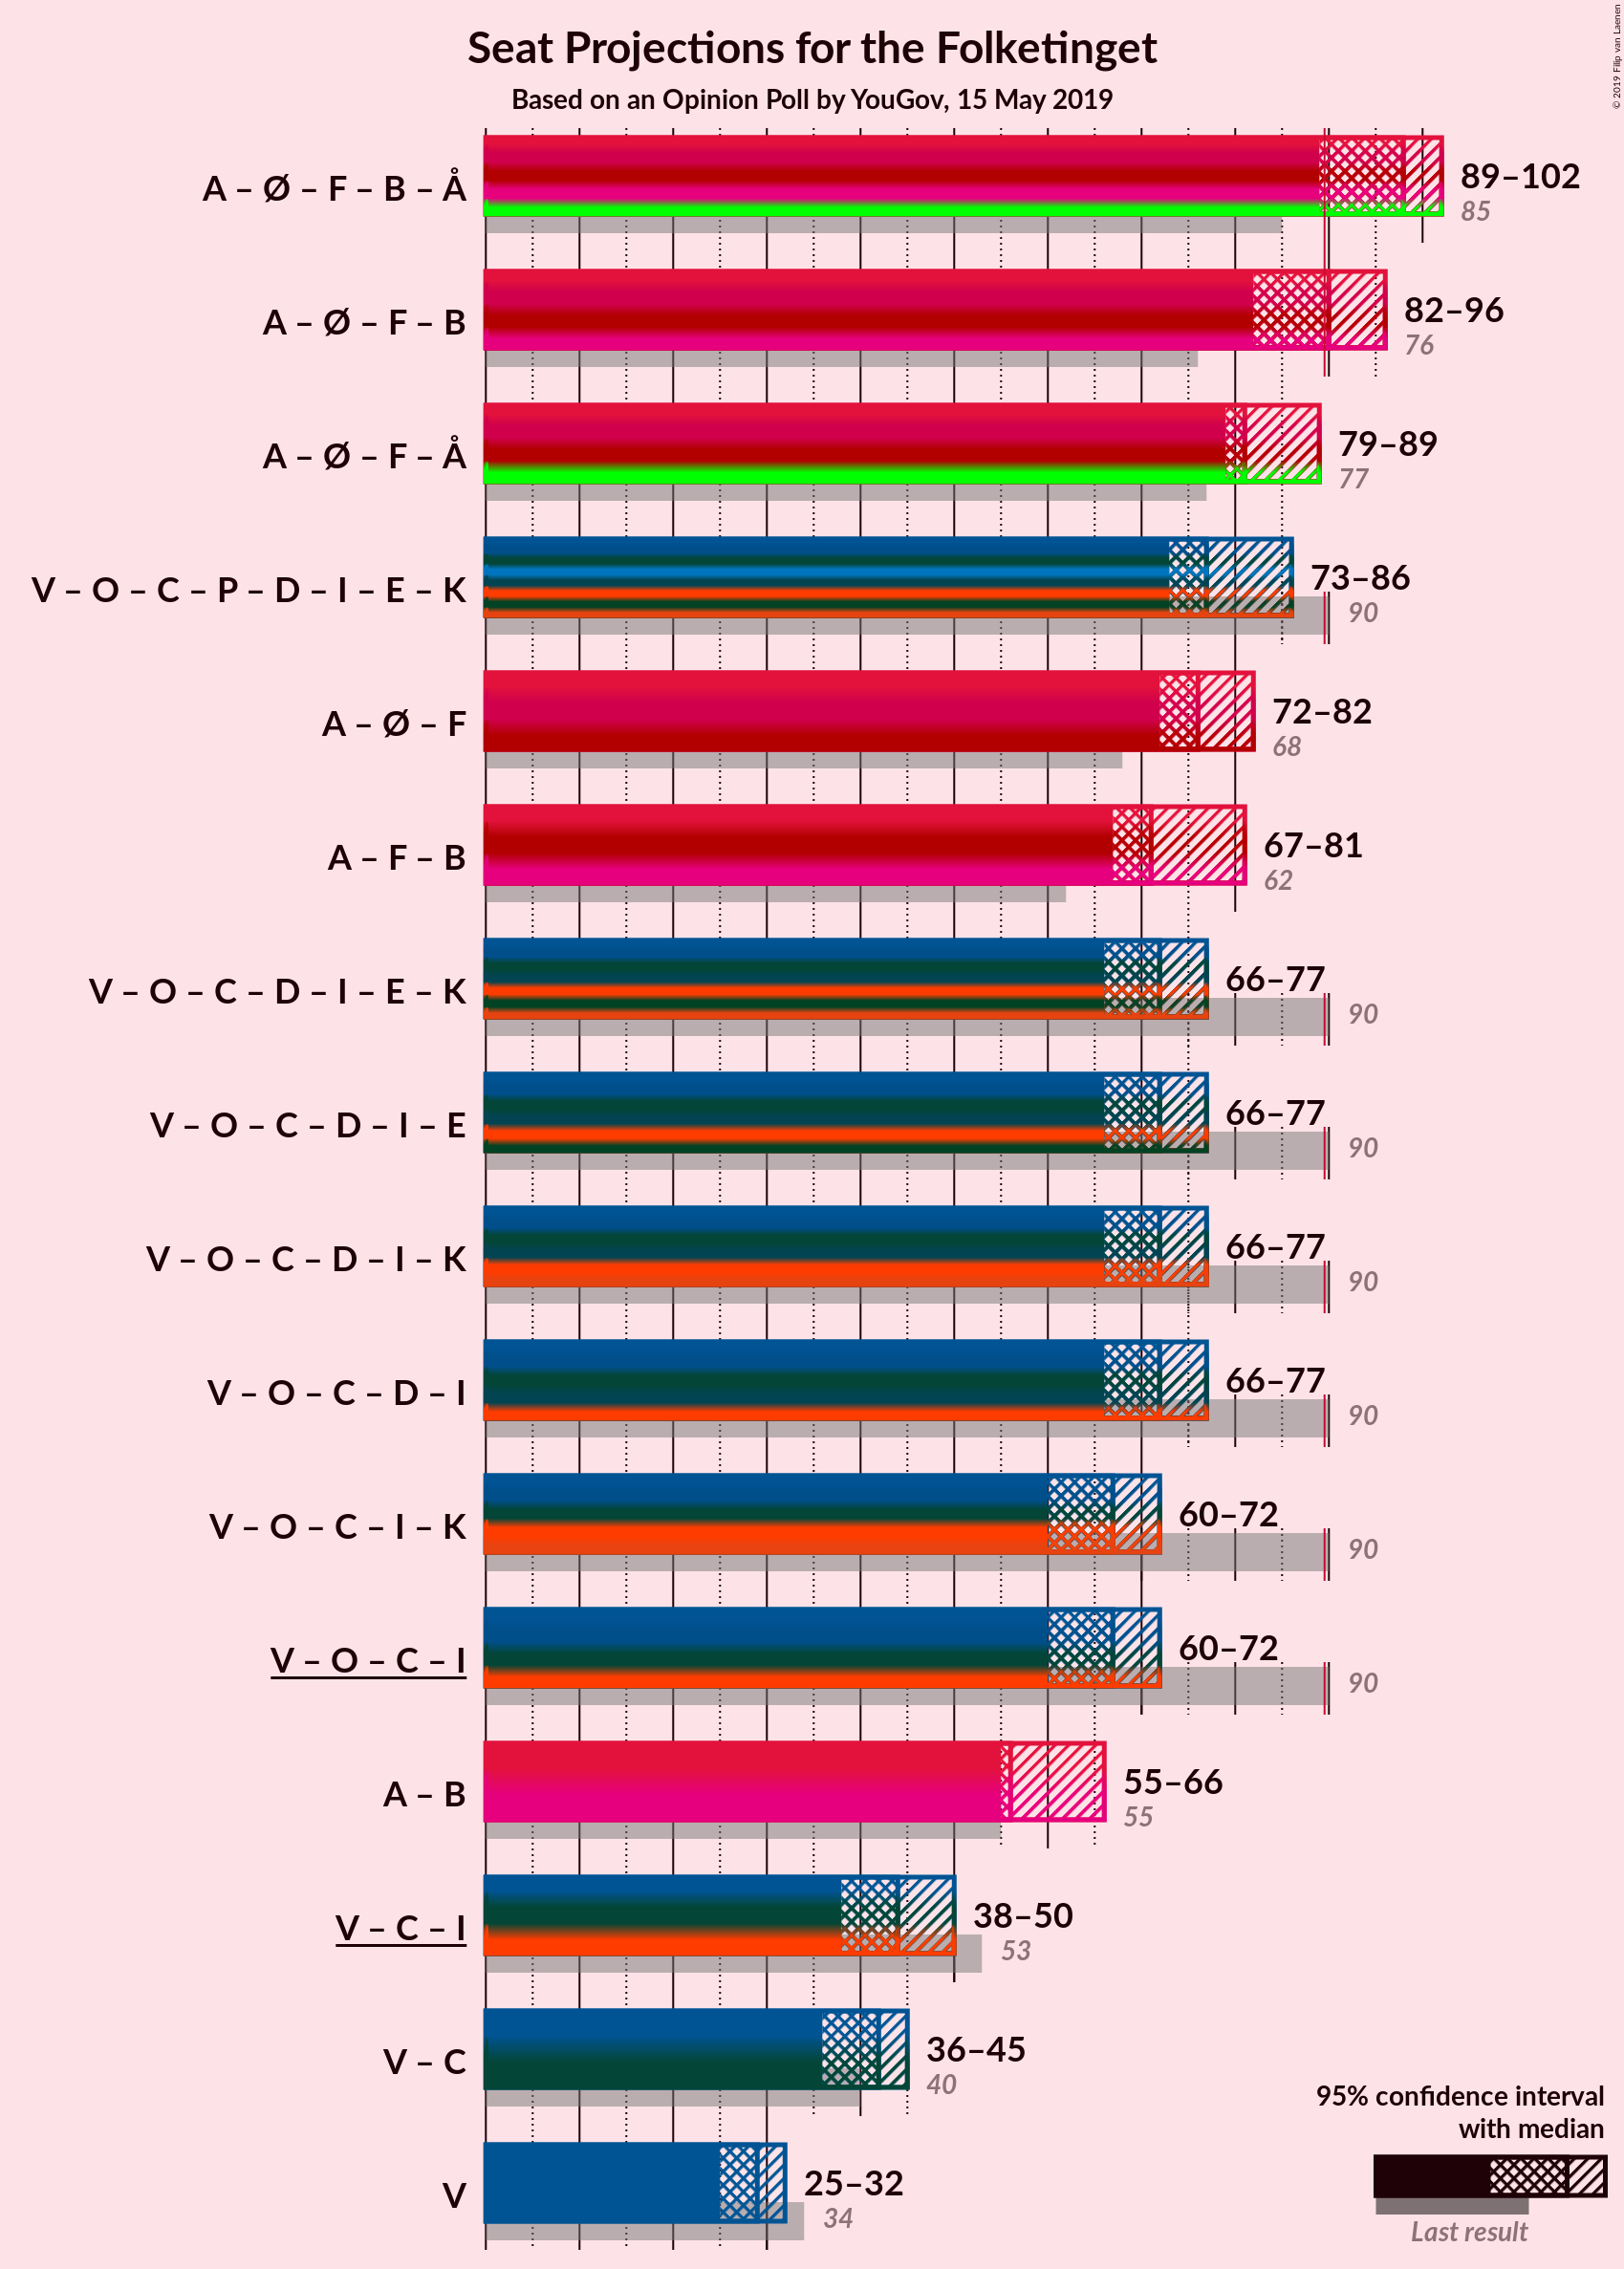 Seat Projections for the Folketinget
Based on an Opinion Poll by YouGov, 15 May 2019
© 2019 Filip van Laenen
A – Ø – F – B – Å
89–102
85
A – Ø – F – B
82–96
76
A – Ø – F – Å
79–89
77
V – O – C – P – D – I – E – K
73–86
90
A – Ø – F
72–82
68
A – F – B
67–81
62
V – O – C – D – I – E – K
66–77
90
V – O – C – D – I – E
66–77
90
V – O – C – D – I – K
66–77
90
V – O – C – D – I
66–77
90
V – O – C – I – K
60–72
90
V – O – C – I
60–72
90
A – B
55–66
55
V – C – I
38–50
53
V – C
36–45
40
V
25–32
34
95% confidence interval
with median
Last result